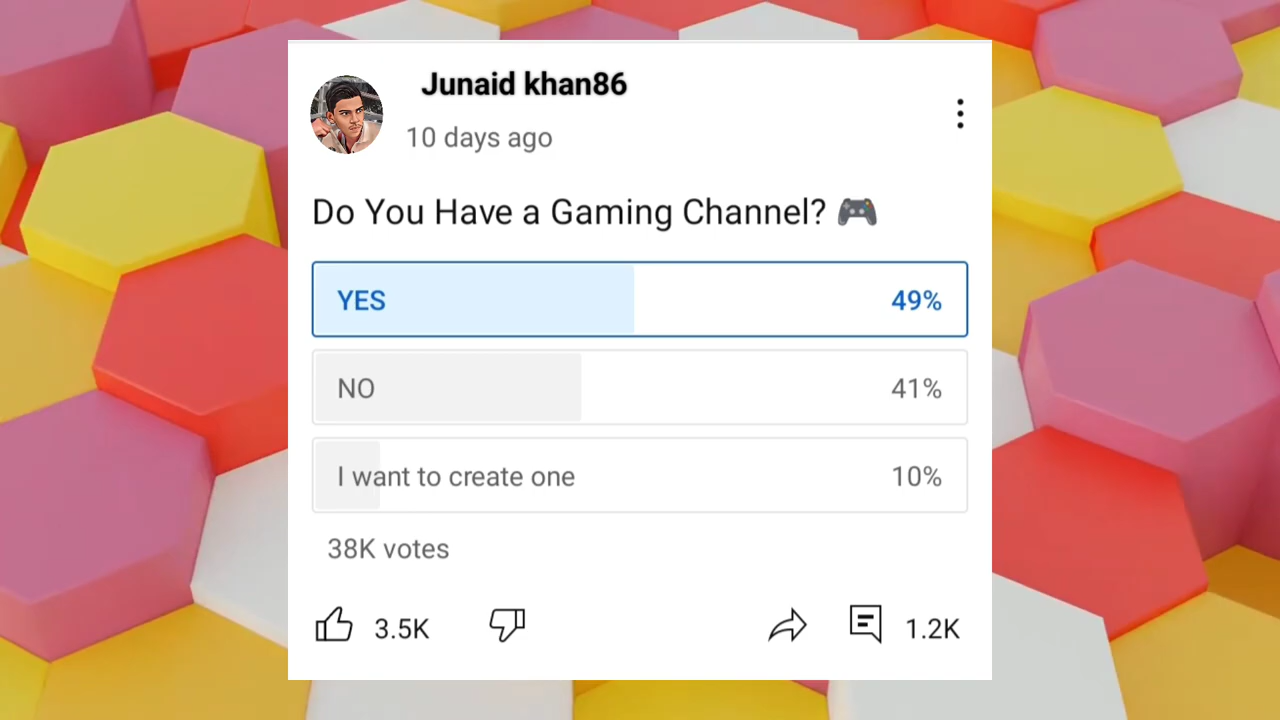 Junaid khan86
10 days ago
Do You Have a Gaming Channel? 🎮
YES 49%
NO 41%
I want to create one 10%
38K votes
3.5K 1.2K